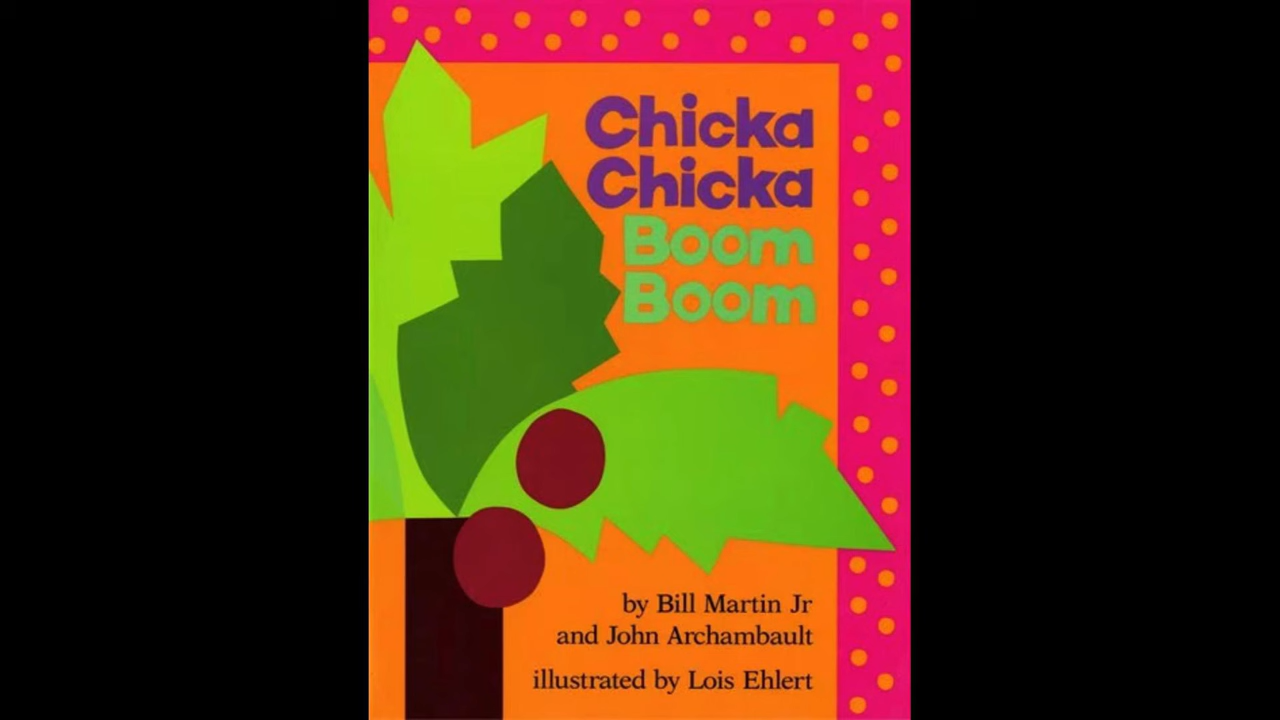 Chicka
Chicka
Boom
Boom
by Bill Martin Jr
and John Archambault
illustrated by Lois Ehlert